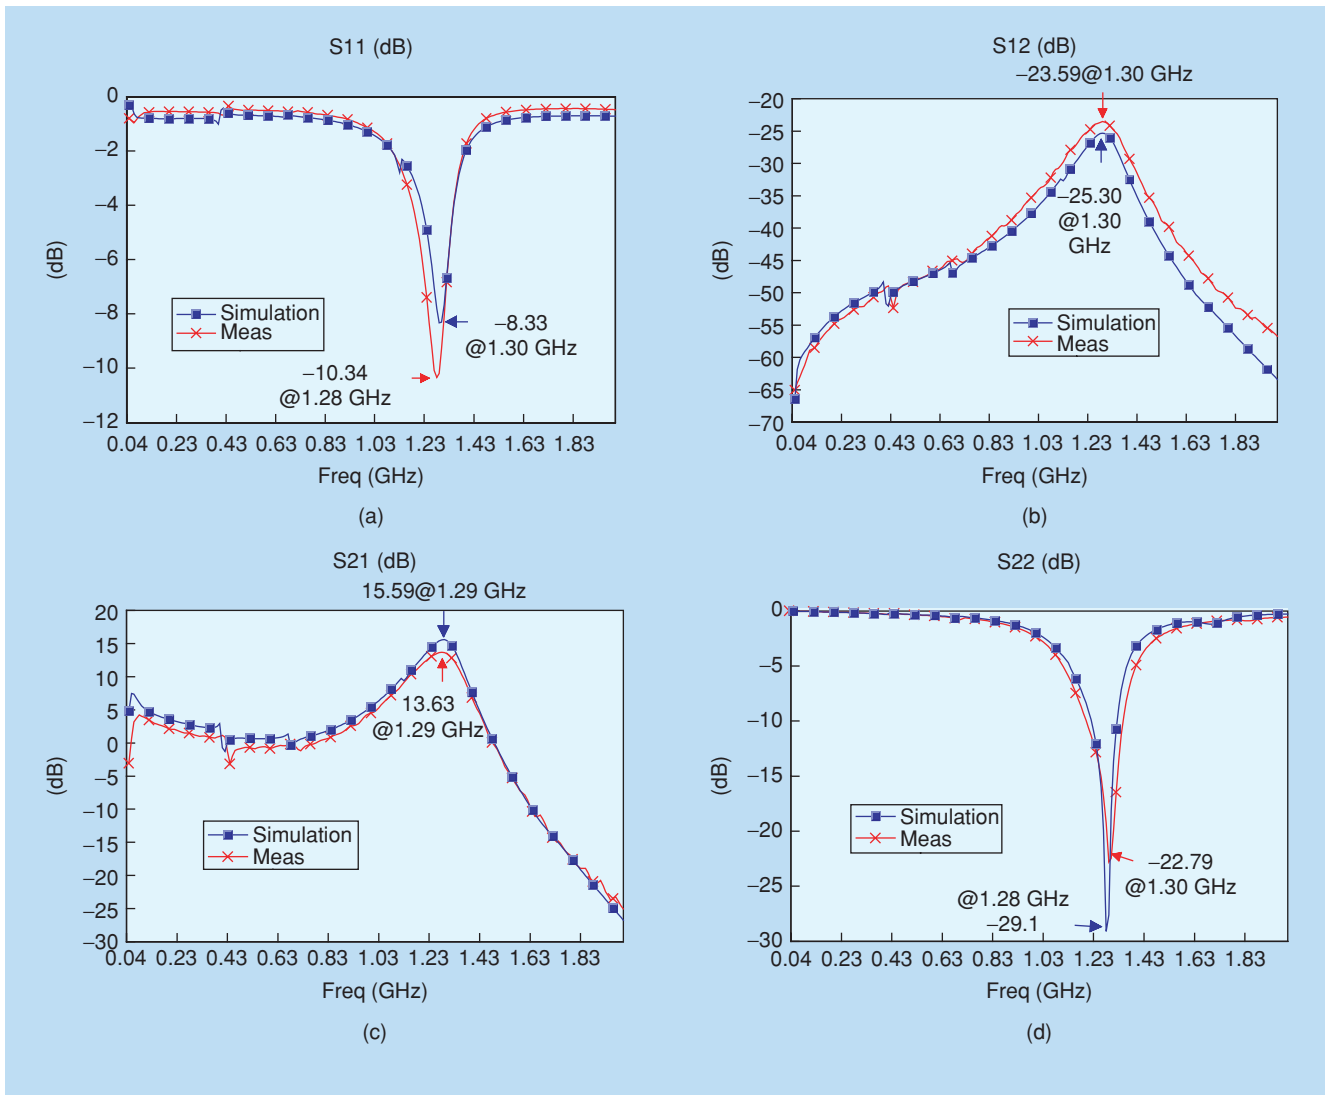 S11 (dB)
0
−2
−4
−6
−8
−10
−12
(dB)
Simulation
Meas
−8.33
@1.30 GHz
−10.34
@1.28 GHz
0.04 0.23 0.43 0.63 0.83 1.03 1.23 1.43 1.63 1.83
Freq (GHz)
(a)
S12 (dB)
−23.59@1.30 GHz
−20
−25
−30
−35
−40
−45
−50
−55
−60
−65
−70
(dB)
−25.30
@1.30
GHz
Simulation
Meas
0.04 0.23 0.43 0.63 0.83 1.03 1.23 1.43 1.63 1.83
Freq (GHz)
(b)
S21 (dB)
15.59@1.29 GHz
20
15
10
5
0
−5
−10
−15
−20
−25
−30
(dB)
13.63
@1.29 GHz
Simulation
Meas
0.04 0.23 0.43 0.63 0.83 1.03 1.23 1.43 1.63 1.83
Freq (GHz)
(c)
S22 (dB)
0
−5
−10
−15
−20
−25
−30
(dB)
Simulation
Meas
−22.79
@1.30 GHz
@1.28 GHz
−29.1
0.04 0.23 0.43 0.63 0.83 1.03 1.23 1.43 1.63 1.83
Freq (GHz)
(d)